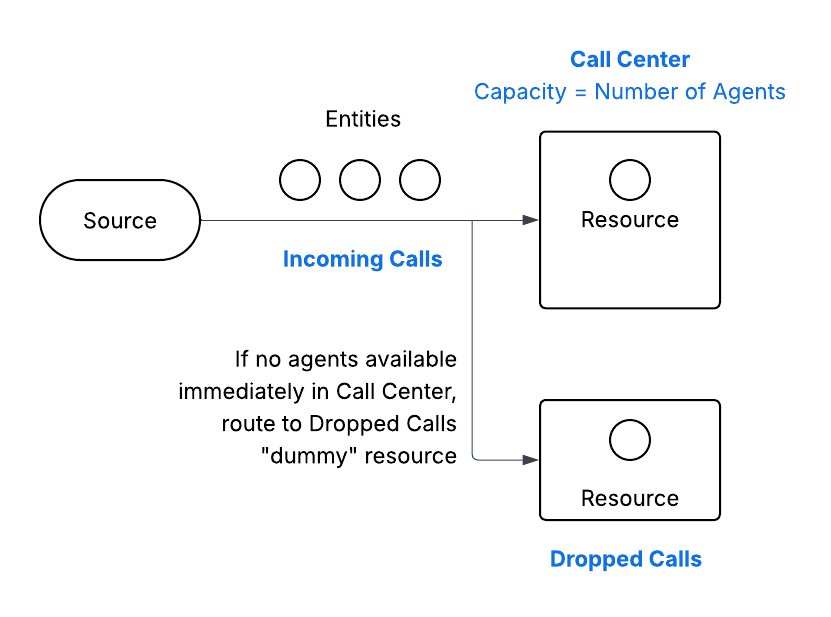 Call Center
Capacity = Number of Agents
Entities
Resource
Source
Incoming Calls
If no agents available
immediately in Call Center,
route to Dropped Calls
"dummy" resource
Resource
Dropped Calls